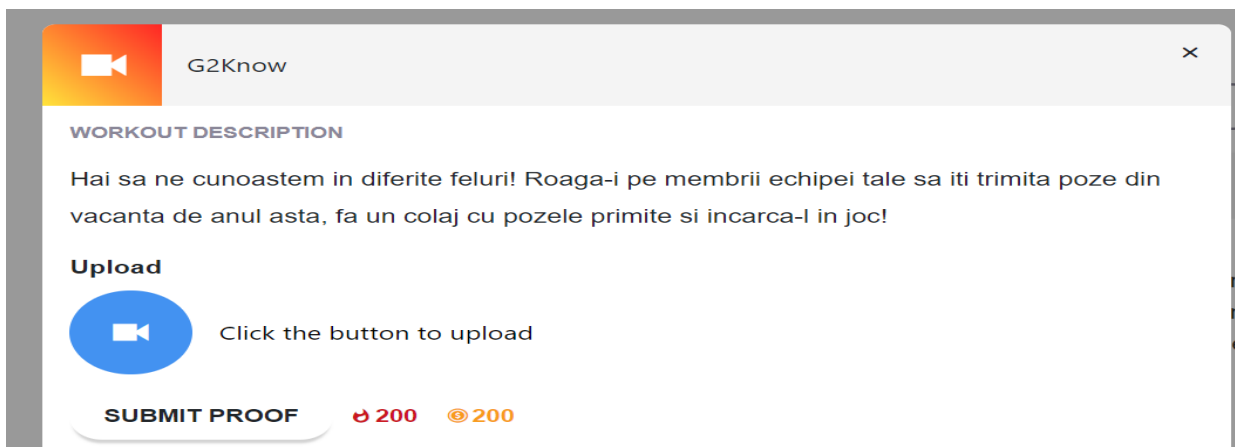 G2Know
×
WORKOUT DESCRIPTION
Hai sa ne cunoastem in diferite feluri! Roaga-i pe membrii echipei tale sa iti trimita poze din
vacanta de anul asta, fa un colaj cu pozele primite si incarca-l in joc!
Upload
Click the button to upload
SUBMIT PROOF 200 200